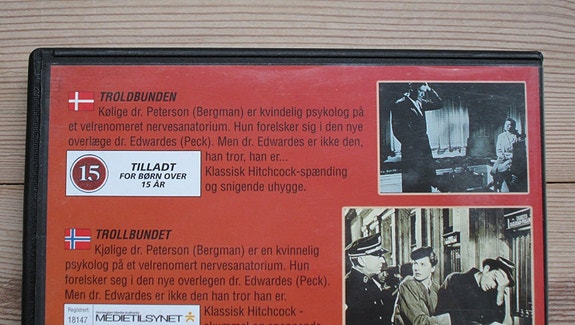 TROLDBUNDEN
Kølige dr. Peterson (Bergman) er kvindelig psykolog på
et velrenomeret nervesanatorium. Hun forelsker sig i den nye
overlæge dr. Edwardes (Peck). Men dr. Edwardes er ikke den,
han tror, han er...
Klassisk Hitchcock-spænding
og snigende uhygge.
15
TILLADT
FOR BØRN OVER
15 ÅR
TROLLBUNDET
Kjølige dr. Peterson (Bergman) er en kvinnelig
psykolog på et velrenomert nervesanatorium. Hun
forelsker seg i den nye overlegen dr. Edwardes (Peck).
Men dr. Edwardes er ikke den han tror han er.
Klassisk Hitchcock -
Registrert
18147
MEDIETILSYNET